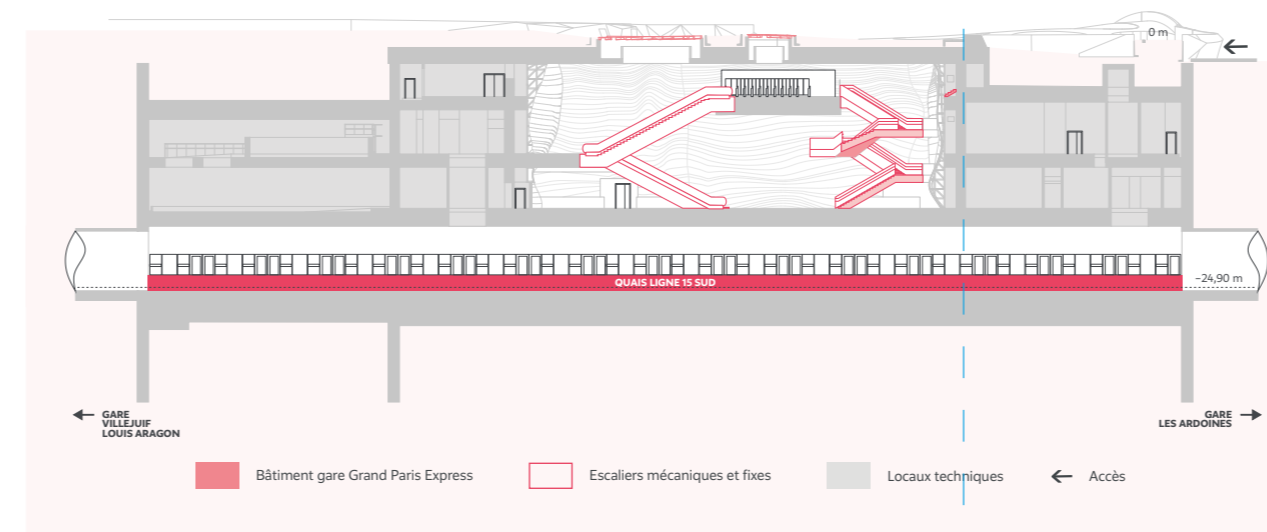 0 m
QUAIS LIGNE 15 SUD
−24,90 m
GARE
VILLEJUIF
LOUIS ARAGON
GARE
LES ARDOINES
Bâtiment gare Grand Paris Express
Escaliers mécaniques et fixes
Locaux techniques
Accès